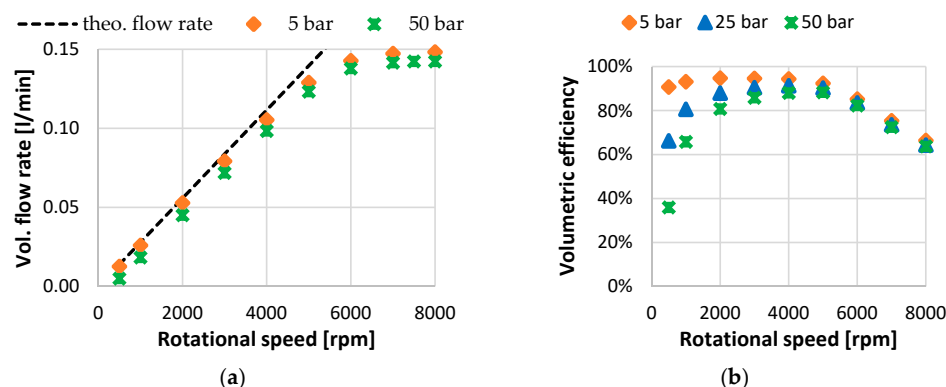 theo. flow rate 5 bar 50 bar
0.15
0.10
0.05
0.00
Vol. flow rate [l/min]
0 2000 4000 6000 8000
Rotational speed [rpm]
(a)
5 bar 25 bar 50 bar
100%
80%
60%
40%
20%
0%
Volumetric efficiency
0 2000 4000 6000 8000
Rotational speed [rpm]
(b)